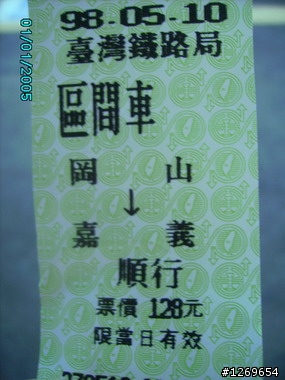 98-05-10
01/01/2005
臺灣鐵路局
區間車
岡 山
↓
嘉 義
順行
票價 128元
限當日有效
#1269654